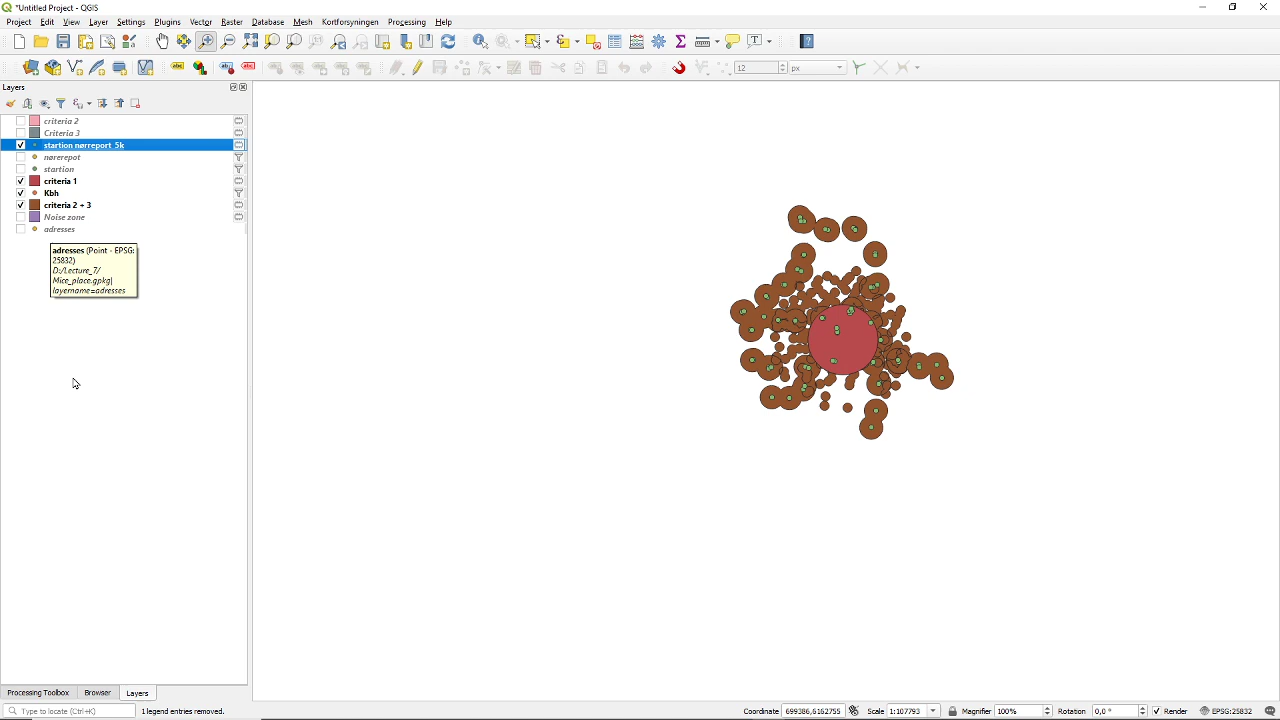 *Untitled Project - QGIS
Project Edit View Layer Settings Plugins Vector Raster Database Mesh Kortforsyningen Processing Help
12 px
Layers
criteria 2
Criteria 3
startion nørreport_5k
nørerepot
startion
criteria 1
Kbh
criteria 2 + 3
Noise zone
adresses
adresses (Point - EPSG:
25832)
D:/Lecture_7/
Mice_place.gpkg|
layername=adresses
Processing Toolbox Browser Layers
Type to locate (Ctrl+K) 1 legend entries removed. Coordinate 699386,6162755 Scale 1:107793 Magnifier 100% Rotation 0,0 ° Render EPSG:25832